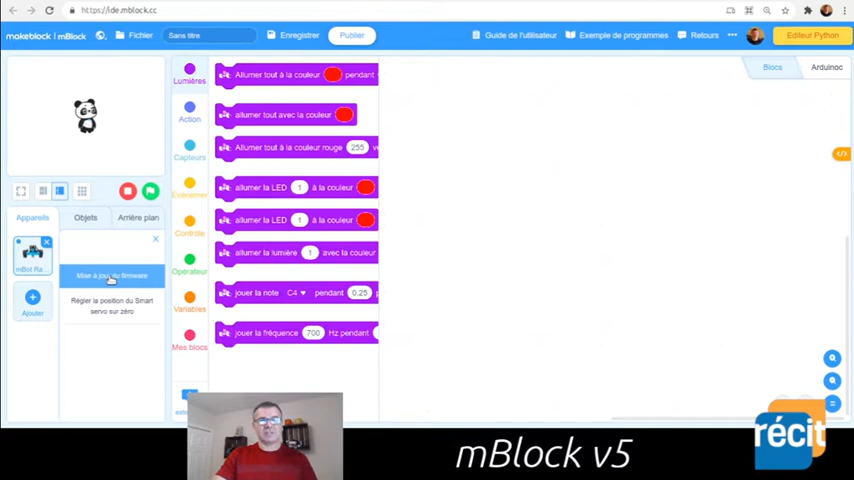 https://ide.mblock.cc
makeblock | mBlock
Fichier
Sans titre
Enregistrer
Publier
Guide de l'utilisateur
Exemple de programmes
Retours
Editeur Python
Lumières
Allumer tout à la couleur pendant
Blocs
Arduinoc
Action
allumer tout avec la couleur
Capteurs
Allumer tout à la couleur rouge 255
allumer la LED 1 à la couleur
Contrôle
allumer la LED 1 à la couleur
Appareils
Objets
Arrière plan
Opérateur
allumer la lumière 1 avec la couleur
mBot Ra...
Mise à jour du firmware
Régler la position du Smart
servo sur zéro
Ajouter
Variables
jouer la note C4 pendant 0.25
Mes blocs
jouer la fréquence 700 Hz pendant
récit
mBlock v5